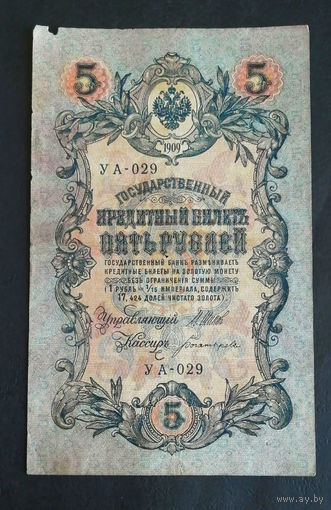 5 5
1909
УА-029
ГОСУДАРСТВЕННЫЙ
КРЕДИТНЫЙ БИЛЕТЪ
ПЯТЬ РУБЛЕЙ
ГОСУДАРСТВЕННЫЙ БАНКЪ РАЗМѢНИВАЕТЪ
КРЕДИТНЫЕ БИЛЕТЫ НА ЗОЛОТУЮ МОНЕТУ
БЕЗЪ ОГРАНИЧЕНІЯ СУММЫ
(1 РУБЛЬ = 1/15 ИМПЕРІАЛА, СОДЕРЖИТЪ
17,424 ДОЛЕЙ ЧИСТАГО ЗОЛОТА)
Управляющій
Кассиръ
УА-029
5
www.ay.by